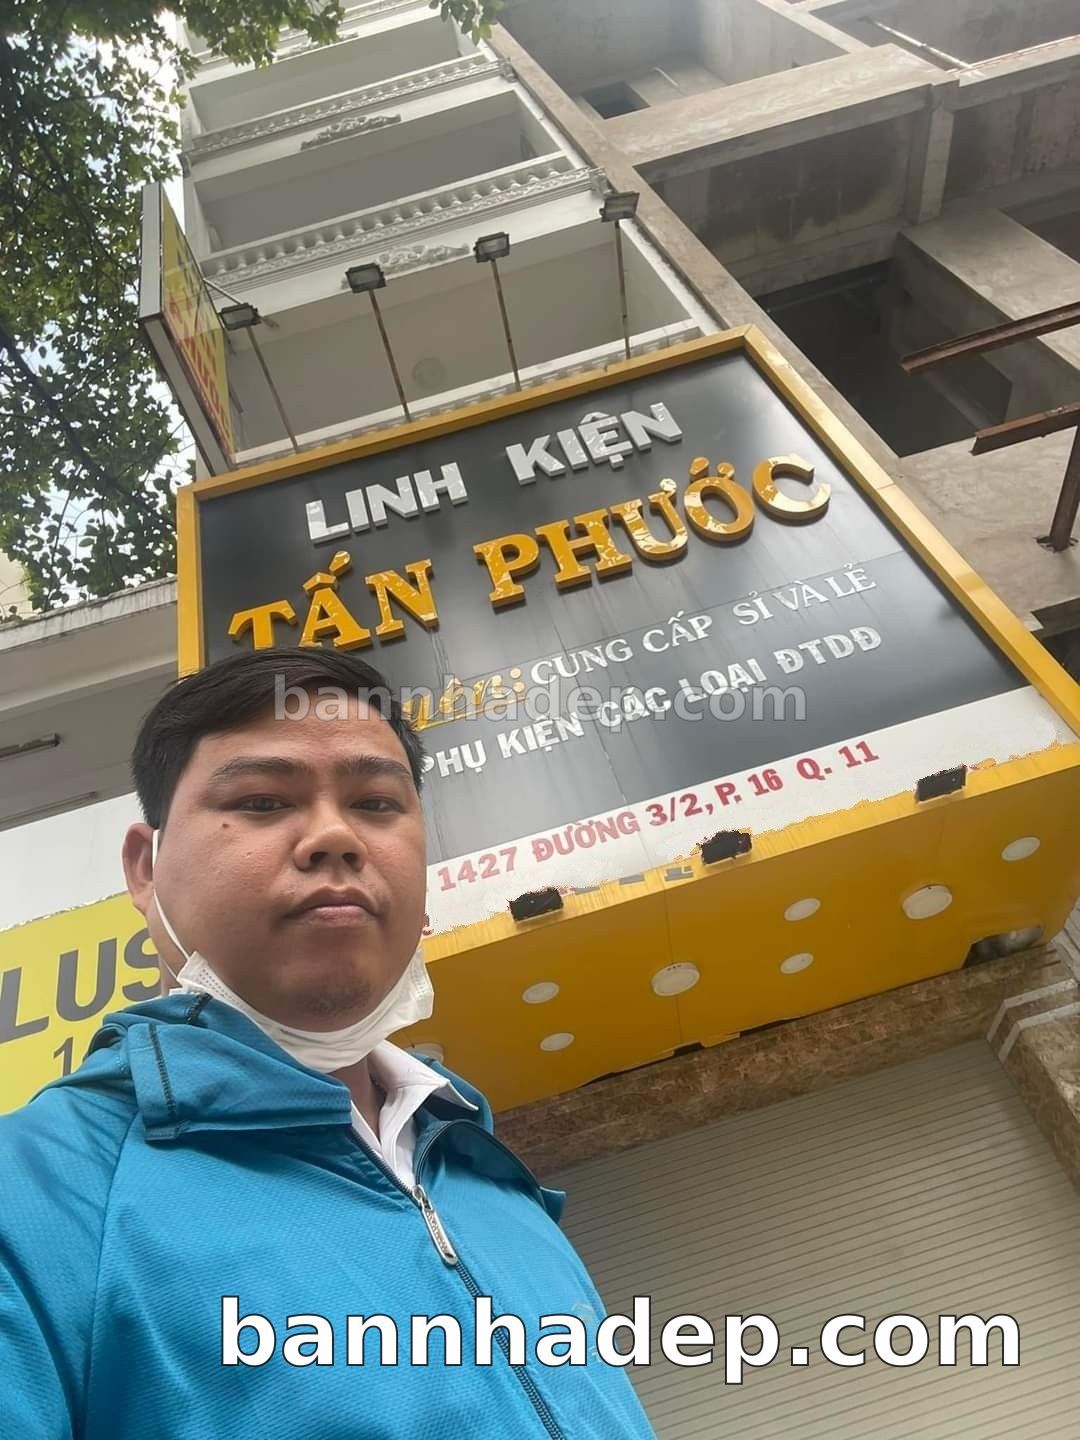 LINH KIỆN
TẤN PHƯỚC
CUNG CẤP SỈ VÀ LẺ
PHỤ KIỆN CÁC LOẠI ĐTDĐ
1427 ĐƯỜNG 3/2, P. 16 Q. 11
LUS
bannhadep.com
bannhadep.com